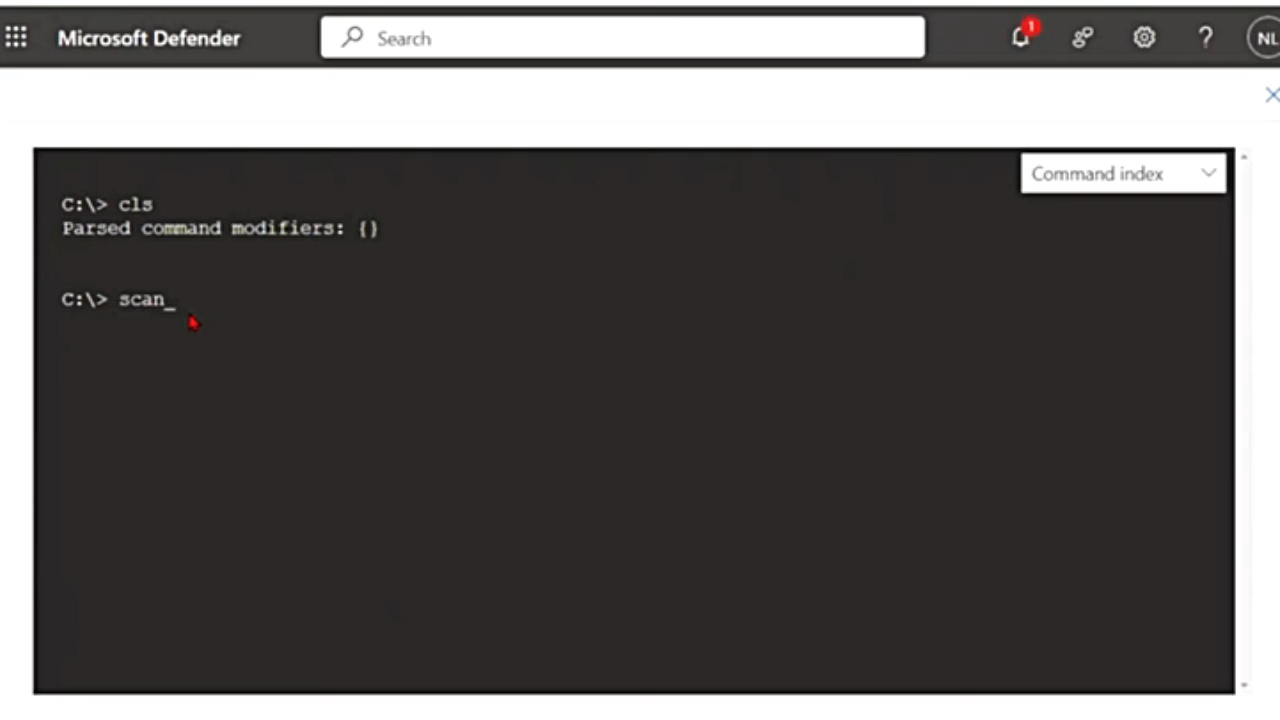 Microsoft Defender
Search
1
NL
Command index
C:\> cls
Parsed command modifiers: {}
C:\> scan_